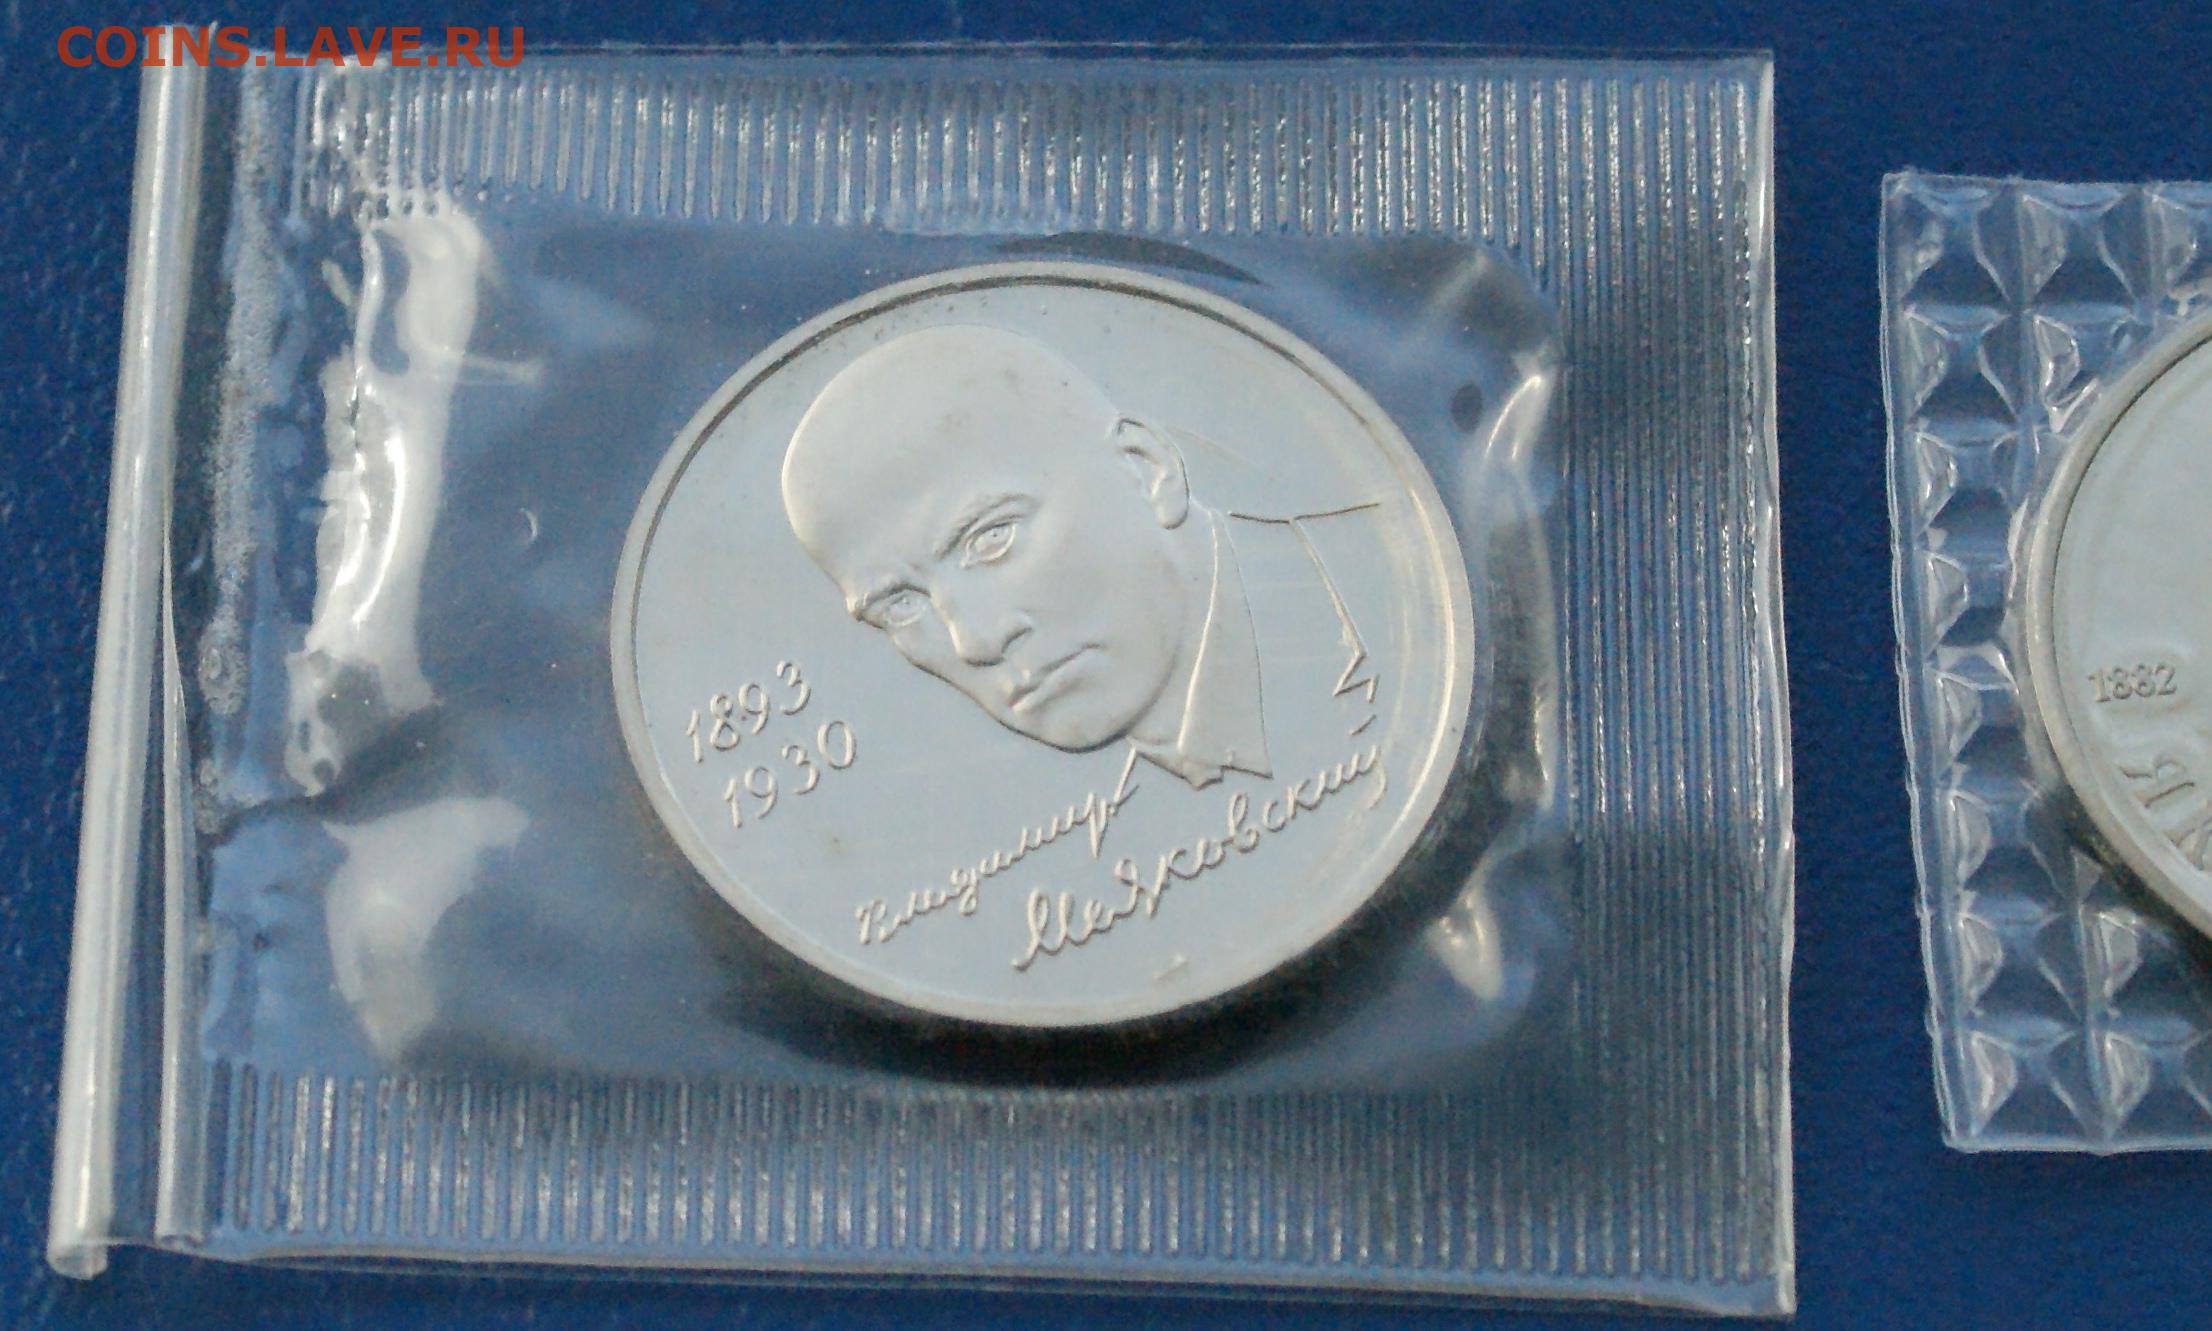 COINS.LAVE.RU
1893
1930
Владимир
Маяковский
1882